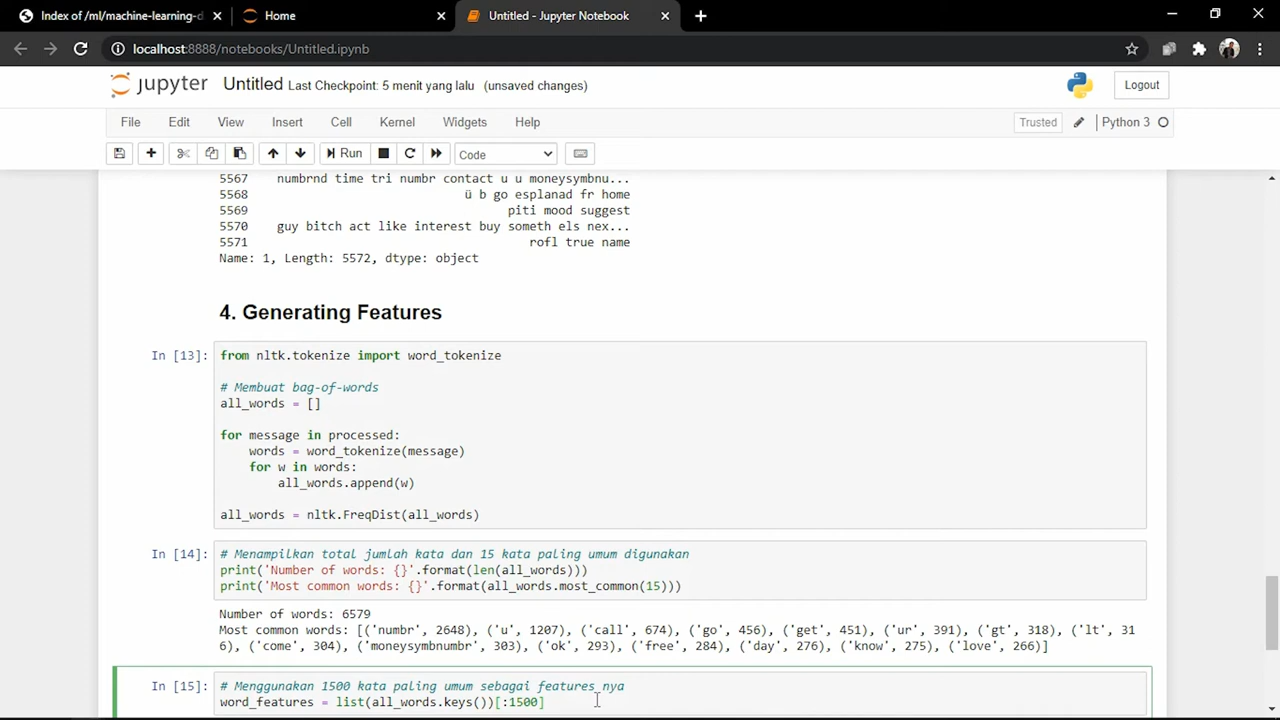 Index of /ml/machine-learning-d
Home
Untitled - Jupyter Notebook
localhost:8888/notebooks/Untitled.ipynb
jupyter Untitled Last Checkpoint: 5 menit yang lalu (unsaved changes)
Logout
File Edit View Insert Cell Kernel Widgets Help
Trusted
Python 3
Run
Code
5567 numbrnd time tri numbr contact u u moneysymbnu...
5568 ü b go esplanad fr home
5569 piti mood suggest
5570 guy bitch act like interest buy someth els nex...
5571 rofl true name
Name: 1, Length: 5572, dtype: object
4. Generating Features
In [13]: from nltk.tokenize import word_tokenize
# Membuat bag-of-words
all_words = []
for message in processed:
words = word_tokenize(message)
for w in words:
all_words.append(w)
all_words = nltk.FreqDist(all_words)
In [14]: # Menampilkan total jumlah kata dan 15 kata paling umum digunakan
print('Number of words: {}'.format(len(all_words)))
print('Most common words: {}'.format(all_words.most_common(15)))
Number of words: 6579
Most common words: [('numbr', 2648), ('u', 1207), ('call', 674), ('go', 456), ('get', 451), ('ur', 391), ('gt', 318), ('lt', 31
6), ('come', 304), ('moneysymbnumbr', 303), ('ok', 293), ('free', 284), ('day', 276), ('know', 275), ('love', 266)]
In [15]: # Menggunakan 1500 kata paling umum sebagai features nya
word_features = list(all_words.keys())[:1500]